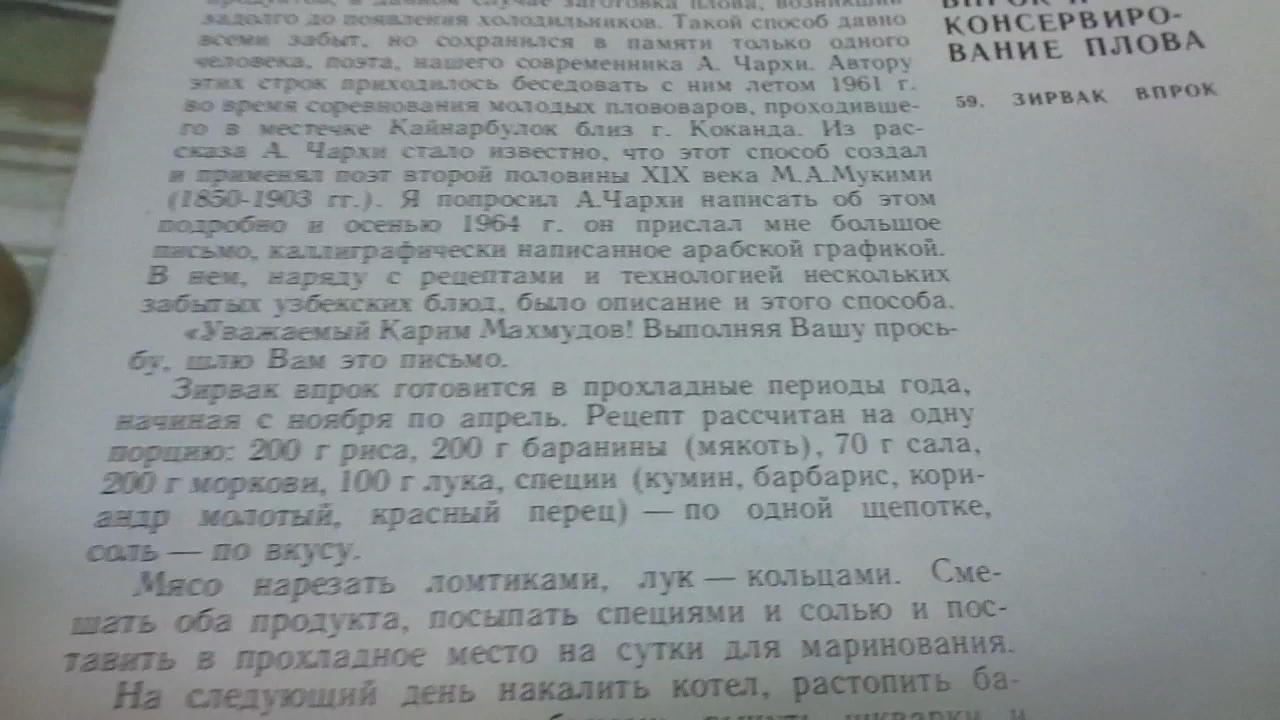 продуктов, в данном случае заготовка плова, возникший
задолго до появления холодильников. Такой способ давно
всеми забыт, но сохранился в памяти только одного
человека, поэта, нашего современника А. Чархи. Автору
этих строк приходилось беседовать с ним летом 1961 г.
во время соревнования молодых плововаров, проходивше-
го в местечке Кайнарбулок близ г. Коканда. Из рас-
сказа А. Чархи стало известно, что этот способ создал
и применял поэт второй половины XIX века М.А.Мукими
(1850-1903 гг.). Я попросил А.Чархи написать об этом
подробно и осенью 1964 г. он прислал мне большое
письмо, каллиграфически написанное арабской графикой.
В нем, наряду с рецептами и технологией нескольких
забытых узбекских блюд, было описание и этого способа.
«Уважаемый Карим Махмудов! Выполняя Вашу прось-
бу, шлю Вам это письмо.
Зирвак впрок готовится в прохладные периоды года,
начиная с ноября по апрель. Рецепт рассчитан на одну
порцию: 200 г риса, 200 г баранины (мякоть), 70 г сала,
200 г моркови, 100 г лука, специи (кумин, барбарис, кори-
андр молотый, красный перец) — по одной щепотке,
соль — по вкусу.
Мясо нарезать ломтиками, лук — кольцами. Сме-
шать оба продукта, посыпать специями и солью и пос-
тавить в прохладное место на сутки для маринования.
На следующий день накалить котел, растопить ба-
вынуть шкварки и
ВПРОК И
КОНСЕРВИРО-
ВАНИЕ ПЛОВА
59. ЗИРВАК ВПРОК